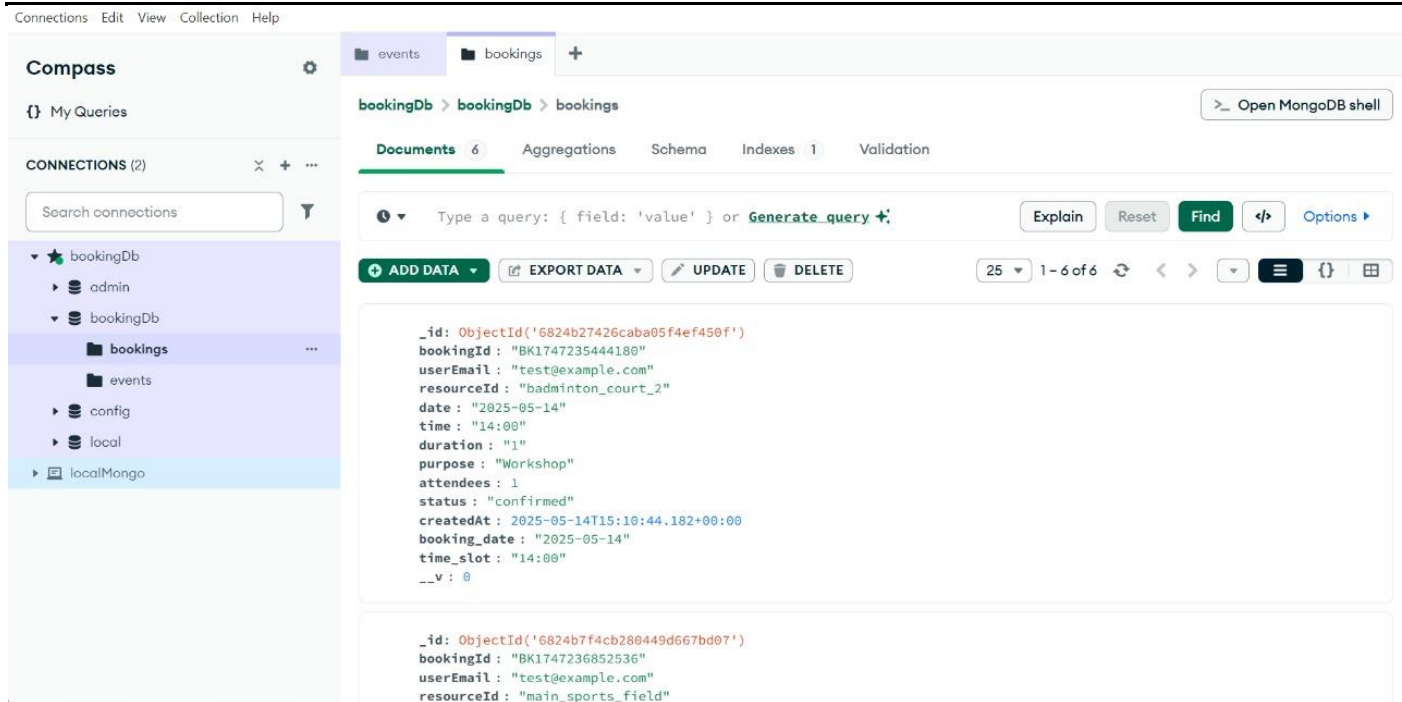 Connections Edit View Collection Help
Compass
{} My Queries
CONNECTIONS (2)
Search connections
bookingDb
admin
bookingDb
bookings
events
config
local
localMongo
events
bookings
bookingDb > bookingDb > bookings
>_ Open MongoDB shell
Documents 6 Aggregations Schema Indexes 1 Validation
Type a query: { field: 'value' } or Generate query
Explain Reset Find </> Options
ADD DATA EXPORT DATA UPDATE DELETE
25 1–6 of 6 {}
_id: ObjectId('6824b27426caba05f4ef450f')
bookingId : "BK1747235444180"
userEmail : "test@example.com"
resourceId : "badminton_court_2"
date : "2025-05-14"
time : "14:00"
duration : "1"
purpose : "Workshop"
attendees : 1
status : "confirmed"
createdAt : 2025-05-14T15:10:44.182+00:00
booking_date : "2025-05-14"
time_slot : "14:00"
__v : 0
_id: ObjectId('6824b7f4cb280449d667bd07')
bookingId : "BK1747236852536"
userEmail : "test@example.com"
resourceId : "main_sports_field"